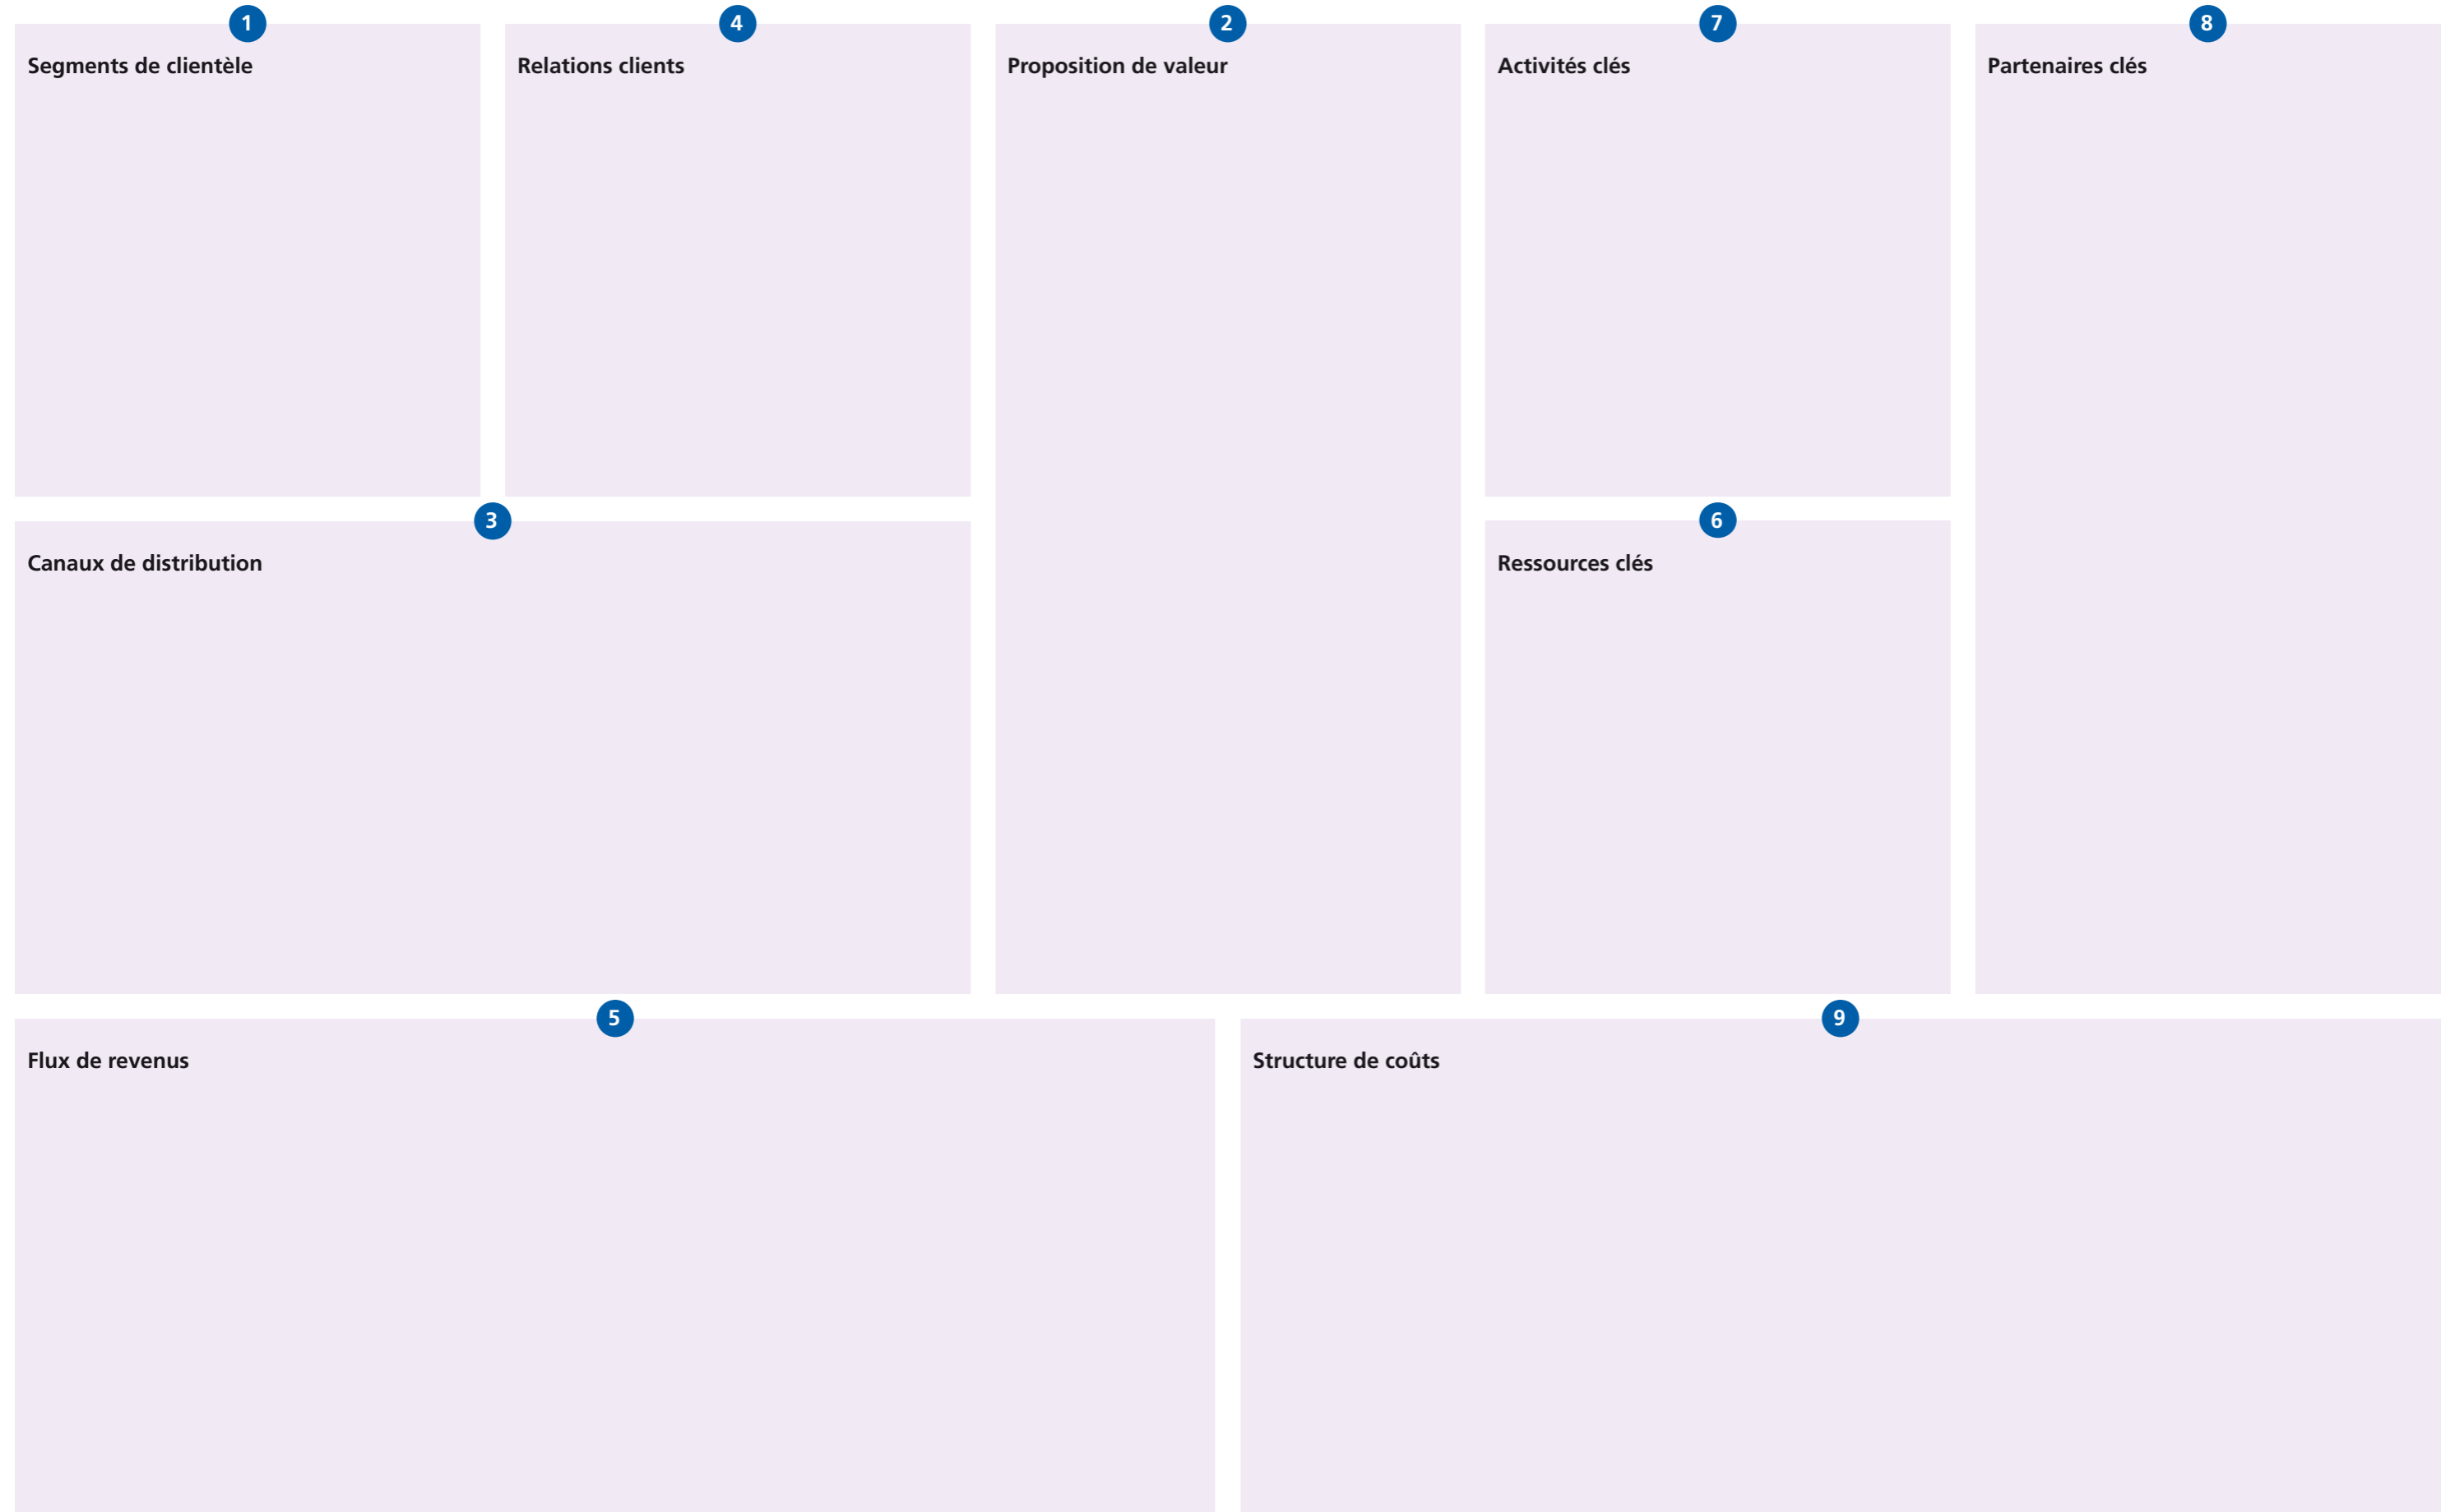 1
Segments de clientèle
4
Relations clients
2
Proposition de valeur
7
Activités clés
8
Partenaires clés
3
Canaux de distribution
6
Ressources clés
5
Flux de revenus
9
Structure de coûts